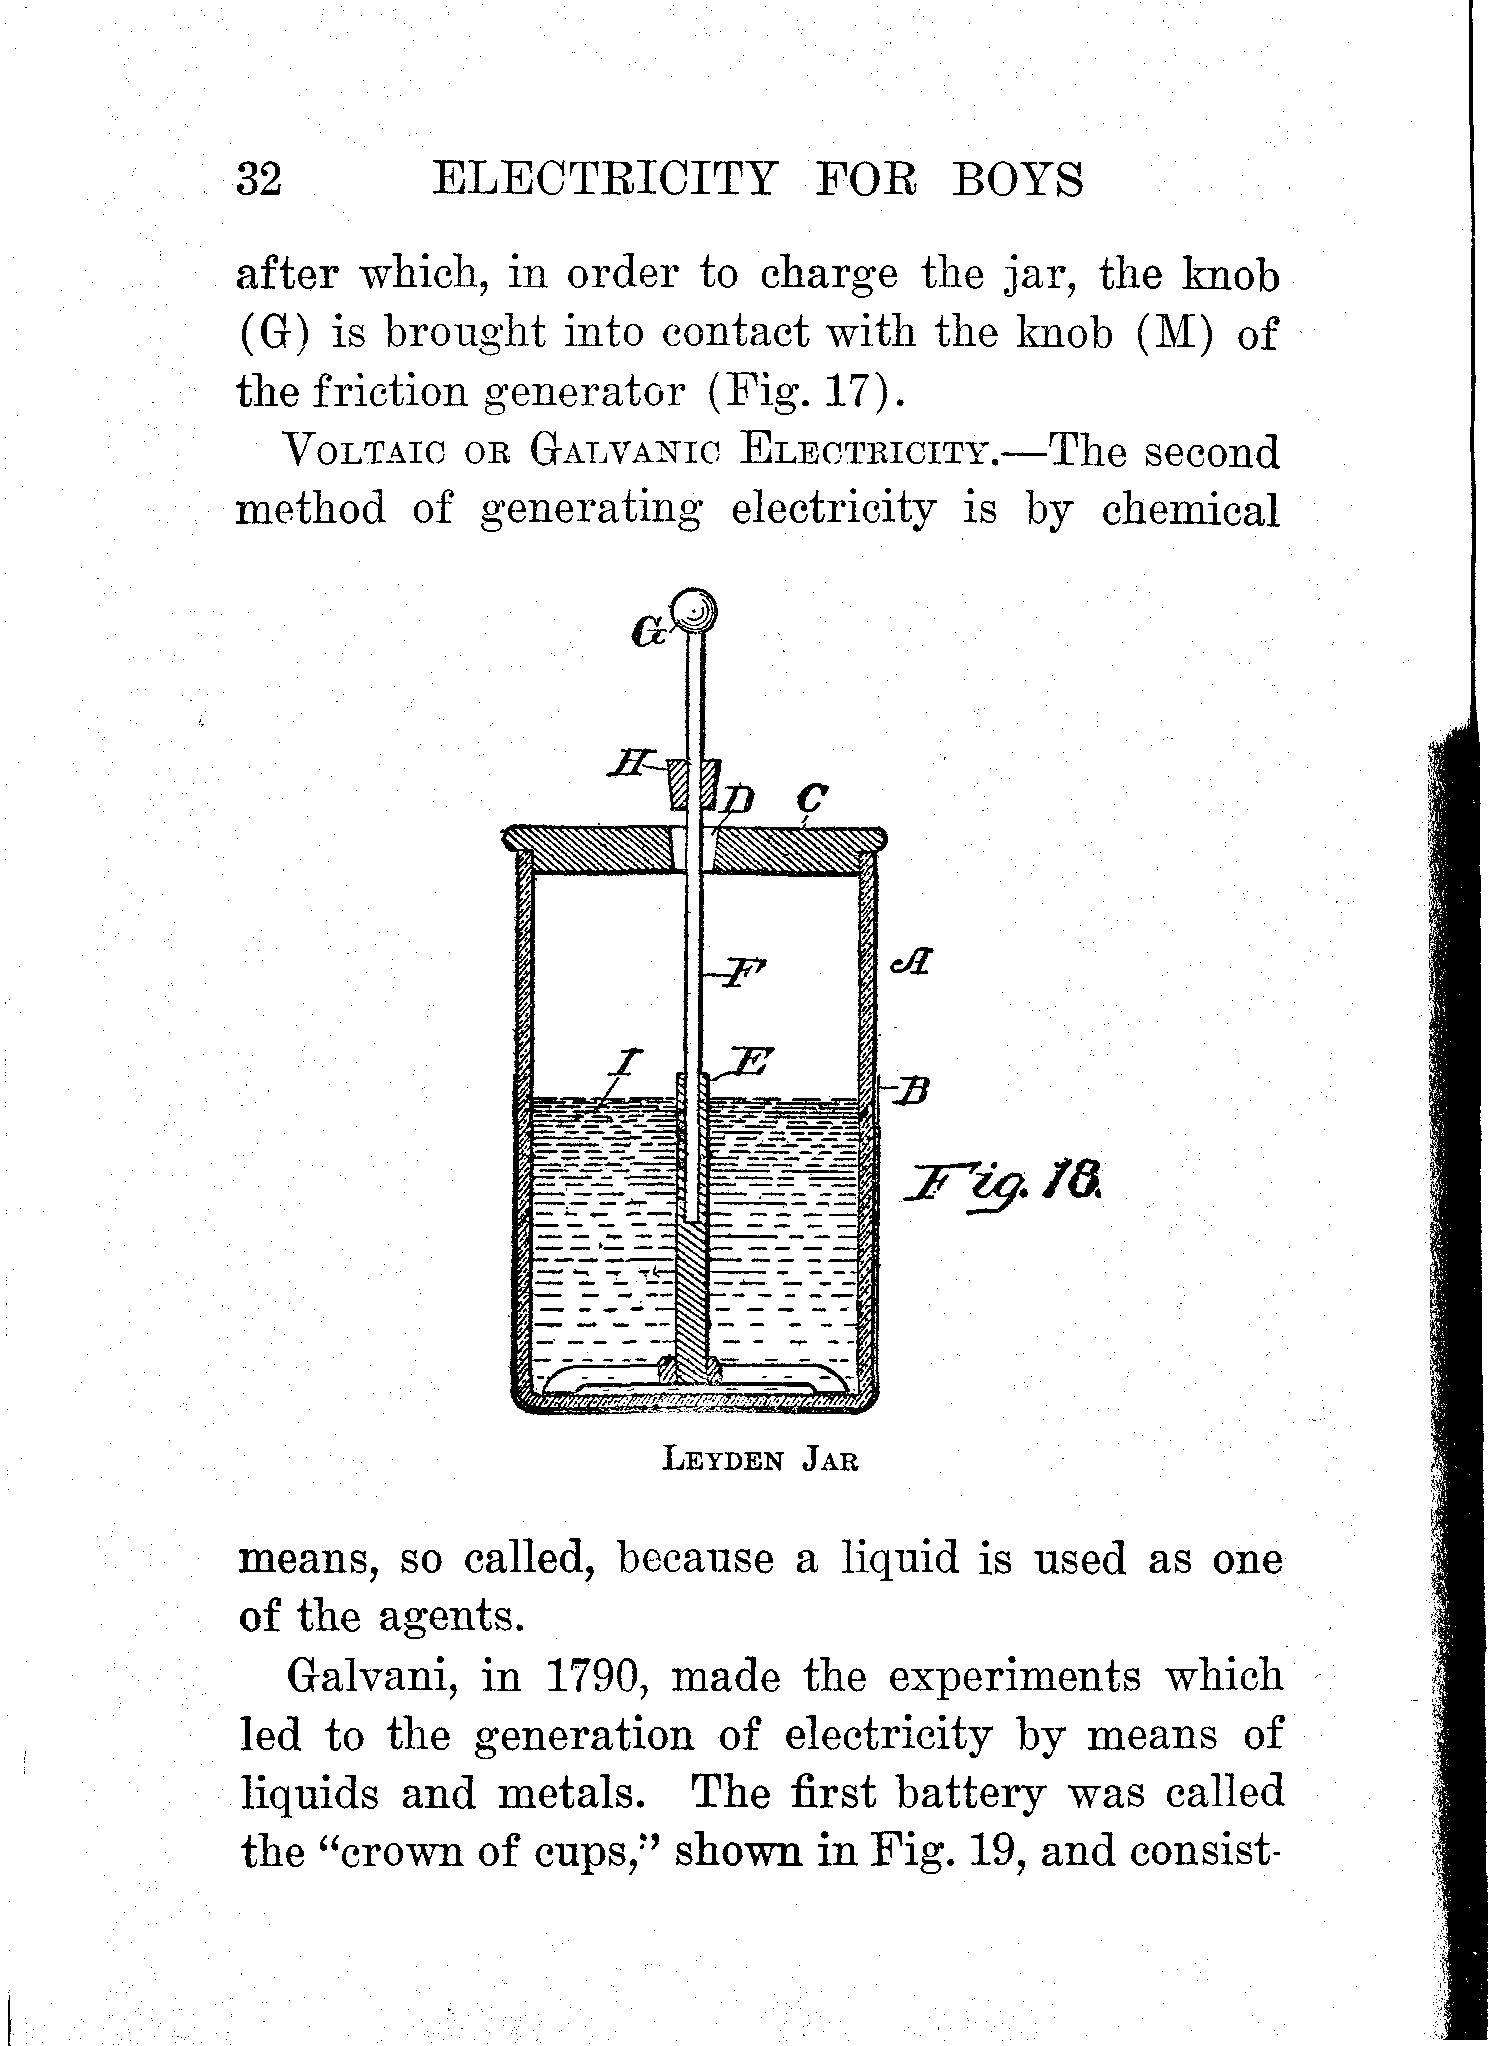 32 ELECTRICITY FOR BOYS
after which, in order to charge the jar, the knob
(G) is brought into contact with the knob (M) of
the friction generator (Fig. 17).
VOLTAIC OR GALVANIC ELECTRICITY.—The second
method of generating electricity is by chemical
G
H
D C
F
A
I
E
B
Fig. 18.
LEYDEN JAR
means, so called, because a liquid is used as one
of the agents.
Galvani, in 1790, made the experiments which
led to the generation of electricity by means of
liquids and metals. The first battery was called
the "crown of cups," shown in Fig. 19, and consist-